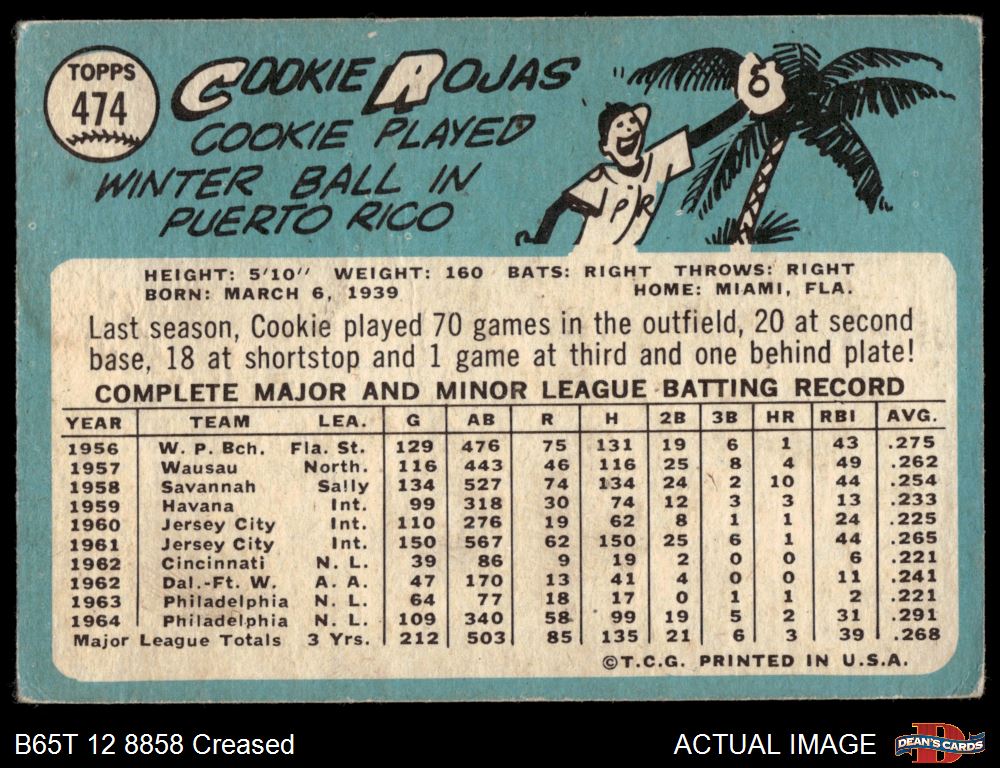 TOPPS
474
COOKIE ROJAS
COOKIE PLAYED
WINTER BALL IN
PUERTO RICO
PR
HEIGHT: 5'10" WEIGHT: 160 BATS: RIGHT THROWS: RIGHT
BORN: MARCH 6, 1939 HOME: MIAMI, FLA.
Last season, Cookie played 70 games in the outfield, 20 at second
base, 18 at shortstop and 1 game at third and one behind plate!
COMPLETE MAJOR AND MINOR LEAGUE BATTING RECORD
YEAR TEAM LEA. G AB R H 2B 3B HR RBI AVG.
1956 W. P. Bch. Fla. St. 129 476 75 131 19 6 1 43 .275
1957 Wausau North. 116 443 46 116 25 8 4 49 .262
1958 Savannah Sally 134 527 74 134 24 2 10 44 .254
1959 Havana Int. 99 318 30 74 12 3 3 13 .233
1960 Jersey City Int. 110 276 19 62 8 1 1 24 .225
1961 Jersey City Int. 150 567 62 150 25 6 1 44 .265
1962 Cincinnati N. L. 39 86 9 19 2 0 0 6 .221
1962 Dal.-Ft. W. A. A. 47 170 13 41 4 0 0 11 .241
1963 Philadelphia N. L. 64 77 18 17 0 1 1 2 .221
1964 Philadelphia N. L. 109 340 58 99 19 5 2 31 .291
Major League Totals 3 Yrs. 212 503 85 135 21 6 3 39 .268
©T.C.G. PRINTED IN U.S.A.
B65T 12 8858 Creased
ACTUAL IMAGE
D
DEAN'S CARDS